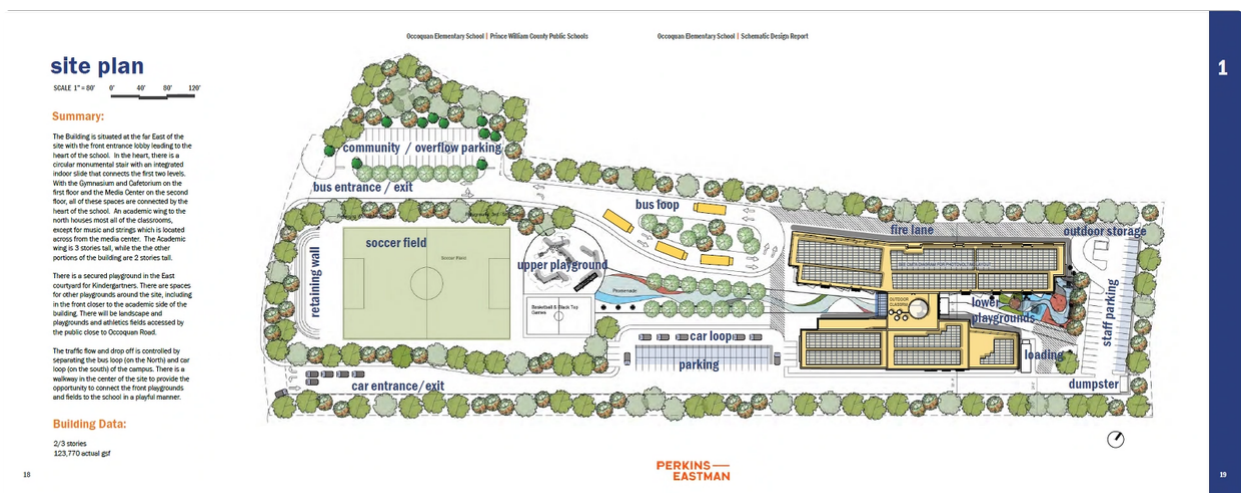 Occoquan Elementary School | Prince William County Public Schools
Occoquan Elementary School | Schematic Design Report
1
site plan
SCALE 1" = 80' 0' 40' 80' 120'
Summary:
The Building is situated at the far East of the
site with the front entrance lobby leading to the
heart of the school. In the heart, there is a
circular monumental stair with an integrated
indoor slide that connects the first two levels.
With the Gymnasium and Cafetorium on the
first floor and the Media Center on the second
floor, all of these spaces are connected by the
heart of the school. An academic wing to the
north houses most all of the classrooms,
except for music and strings which is located
across from the media center. The Academic
wing is 3 stories tall, while the the other
portions of the building are 2 stories tall.
There is a secured playground in the East
courtyard for Kindergartners. There are spaces
for other playgrounds around the site, including
in the front closer to the academic side of the
building. There will be landscape and
playgrounds and athletics fields accessed by
the public close to Occoquan Road.
The traffic flow and drop off is controlled by
separating the bus loop (on the North) and car
loop (on the south) of the campus. There is a
walkway in the center of the site to provide the
opportunity to connect the front playgrounds
and fields to the school in a playful manner.
Building Data:
2/3 stories
123,770 actual gsf
18
community / overflow parking
bus entrance / exit
bus loop
soccer field
Soccer Field
retaining wall
upper playground
Promenade
Basketball & Black Top
Games
fire lane
outdoor storage
OUTDOOR
CLASSROOM
lower
playgrounds
staff parking
car loop
parking
loading
car entrance/exit
dumpster
PERKINS—
EASTMAN
19